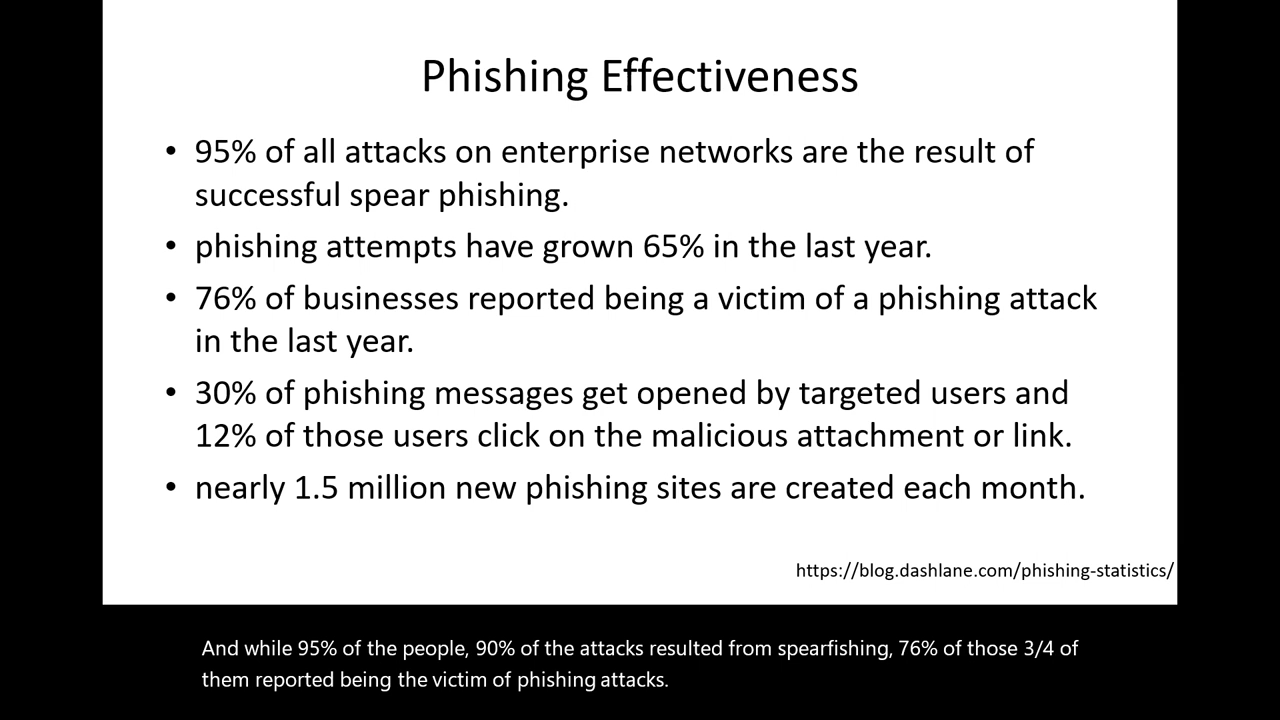 Phishing Effectiveness
• 95% of all attacks on enterprise networks are the result of
successful spear phishing.
• phishing attempts have grown 65% in the last year.
• 76% of businesses reported being a victim of a phishing attack
in the last year.
• 30% of phishing messages get opened by targeted users and
12% of those users click on the malicious attachment or link.
• nearly 1.5 million new phishing sites are created each month.
https://blog.dashlane.com/phishing-statistics/
And while 95% of the people, 90% of the attacks resulted from spearfishing, 76% of those 3/4 of
them reported being the victim of phishing attacks.